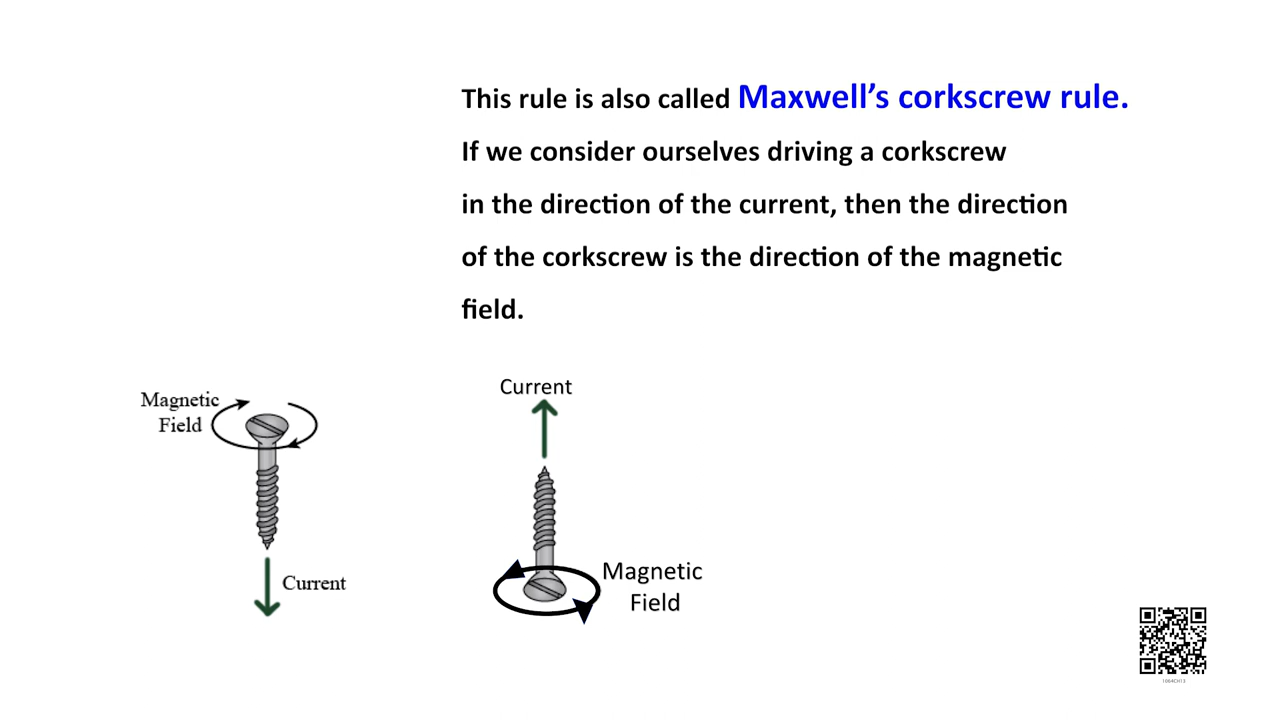 This rule is also called Maxwell’s corkscrew rule.
If we consider ourselves driving a corkscrew
in the direction of the current, then the direction
of the corkscrew is the direction of the magnetic
field.
Magnetic
Field
Current
Current
Magnetic
Field
1064CH13